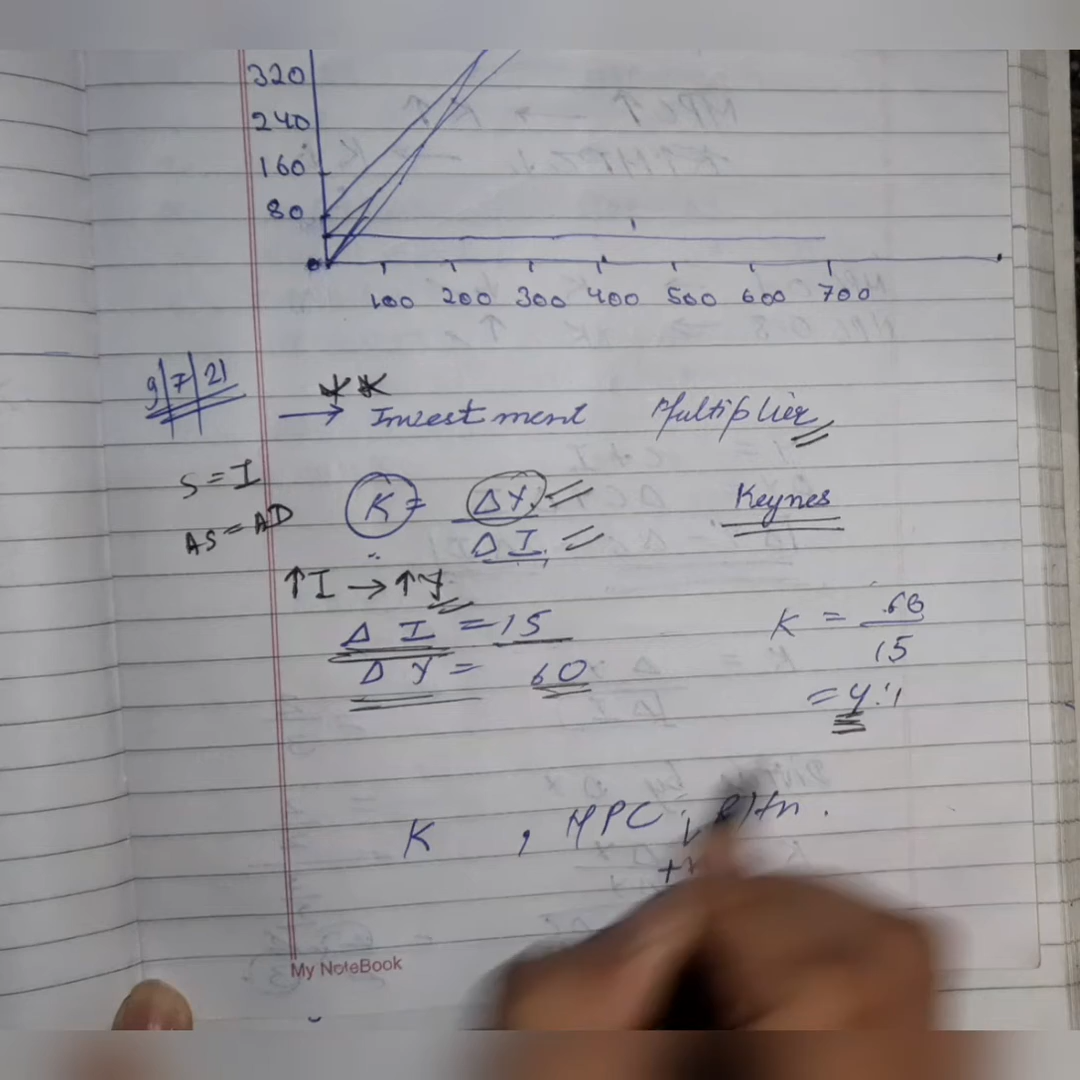 320
240
160
80
0
100 200 300 400 500 600 700
9/7/21
** → Investment Multiplier
S = I
AS = AD
K = ΔY / ΔI
Keynes
↑I → ↑Y
ΔI = 15
ΔY = 60
K = 60 / 15
= 4
K , MPC
My NoteBook